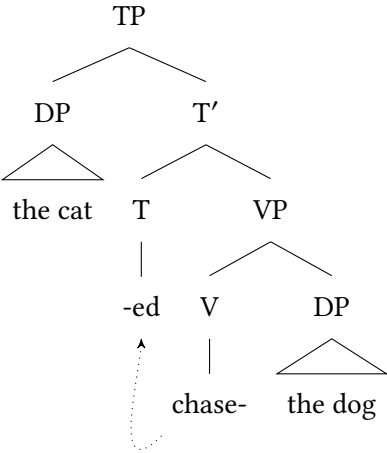 TP
DP T′
the cat T VP
-ed V DP
chase- the dog